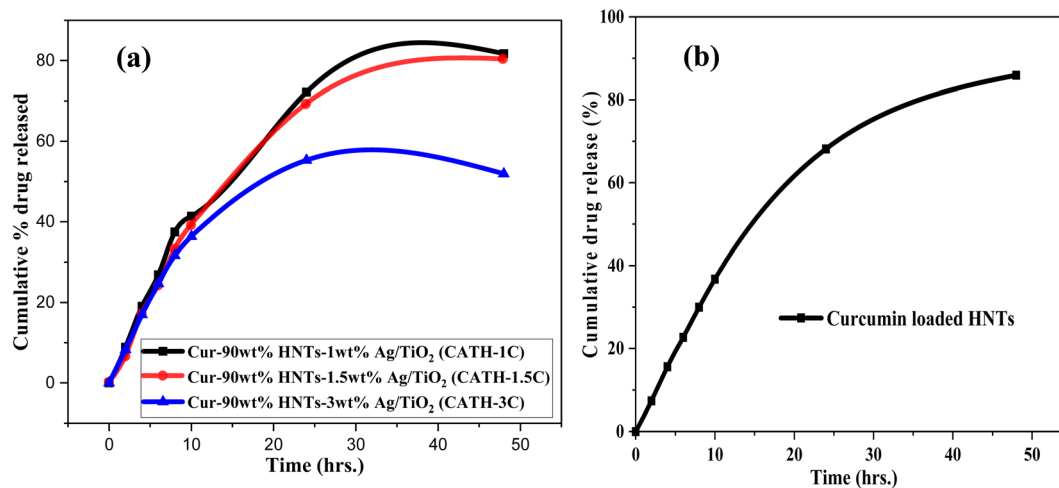 (a)
Cumulative % drug released
80
60
40
20
0
Cur-90wt% HNTs-1wt% Ag/TiO₂ (CATH-1C)
Cur-90wt% HNTs-1.5wt% Ag/TiO₂ (CATH-1.5C)
Cur-90wt% HNTs-3wt% Ag/TiO₂ (CATH-3C)
0 10 20 30 40 50
Time (hrs.)
(b)
Cumulative drug release (%)
100
80
60
40
20
0
Curcumin loaded HNTs
0 10 20 30 40 50
Time (hrs.)